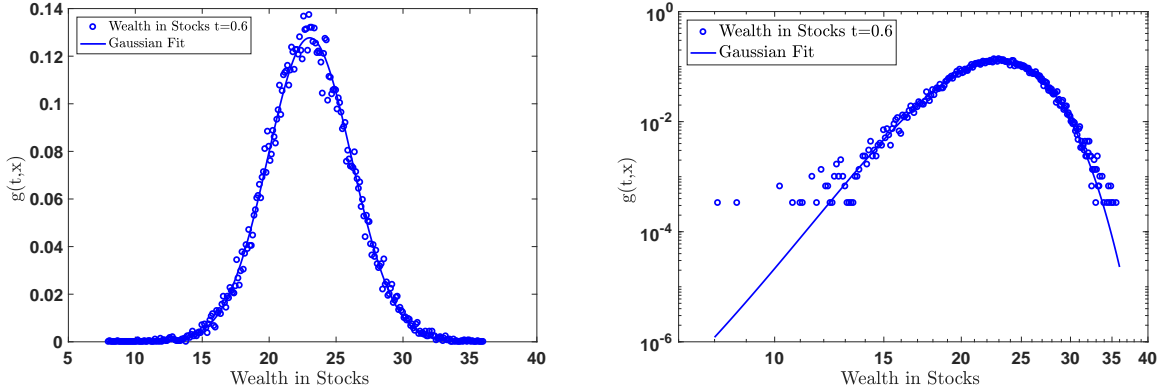 Wealth in Stocks t=0.6
Gaussian Fit
g(t,x)
0.14
0.12
0.1
0.08
0.06
0.04
0.02
0
5 10 15 20 25 30 35 40
Wealth in Stocks
Wealth in Stocks t=0.6
Gaussian Fit
g(t,x)
10^0
10^-2
10^-4
10^-6
10 15 20 25 30 35 40
Wealth in Stocks